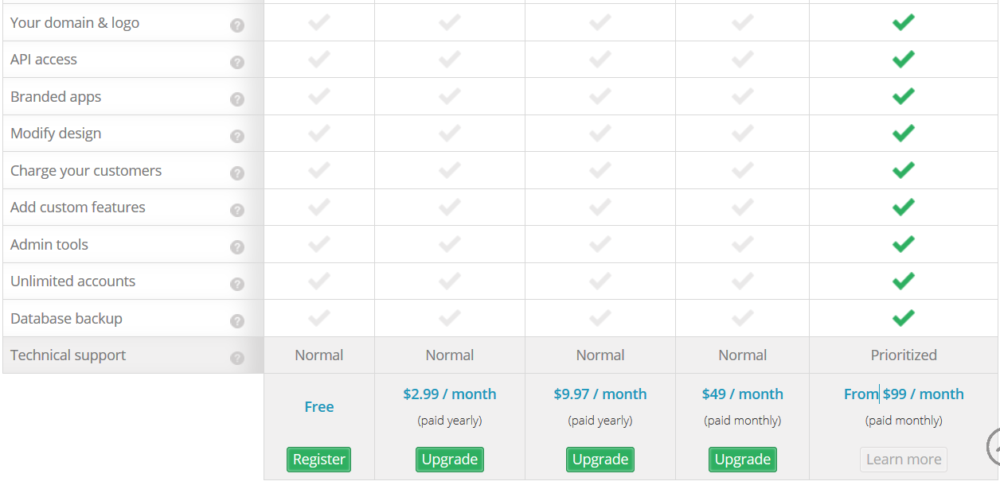 Your domain & logo ?
API access ?
Branded apps ?
Modify design ?
Charge your customers ?
Add custom features ?
Admin tools ?
Unlimited accounts ?
Database backup ?
Technical support ? Normal Normal Normal Normal Prioritized
Free $2.99 / month $9.97 / month $49 / month From $99 / month
(paid yearly) (paid yearly) (paid monthly) (paid monthly)
Register Upgrade Upgrade Upgrade Learn more